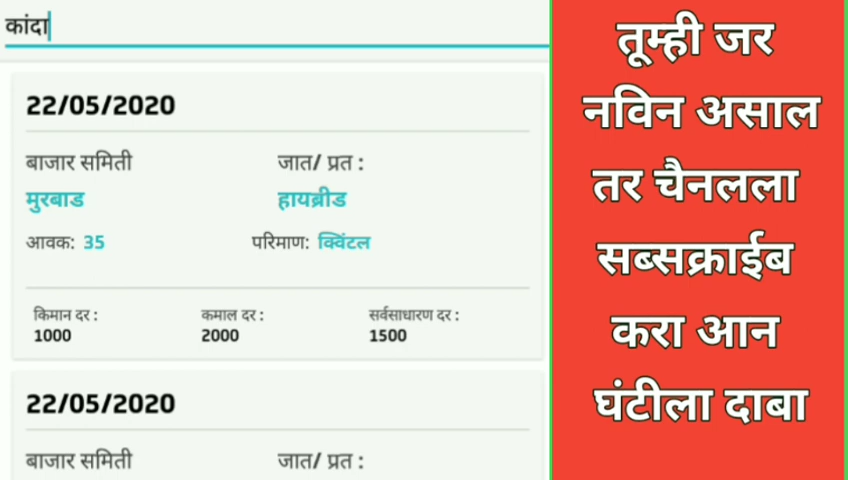 कांदा
22/05/2020
बाजार समिती जात/ प्रत :
मुरबाड हायब्रीड
आवक: 35 परिमाण: क्विंटल
किमान दर : कमाल दर : सर्वसाधारण दर :
1000 2000 1500
22/05/2020
बाजार समिती जात/ प्रत :
तूम्ही जर
नविन असाल
तर चैनलला
सब्सक्राईब
करा आन
घंटीला दाबा